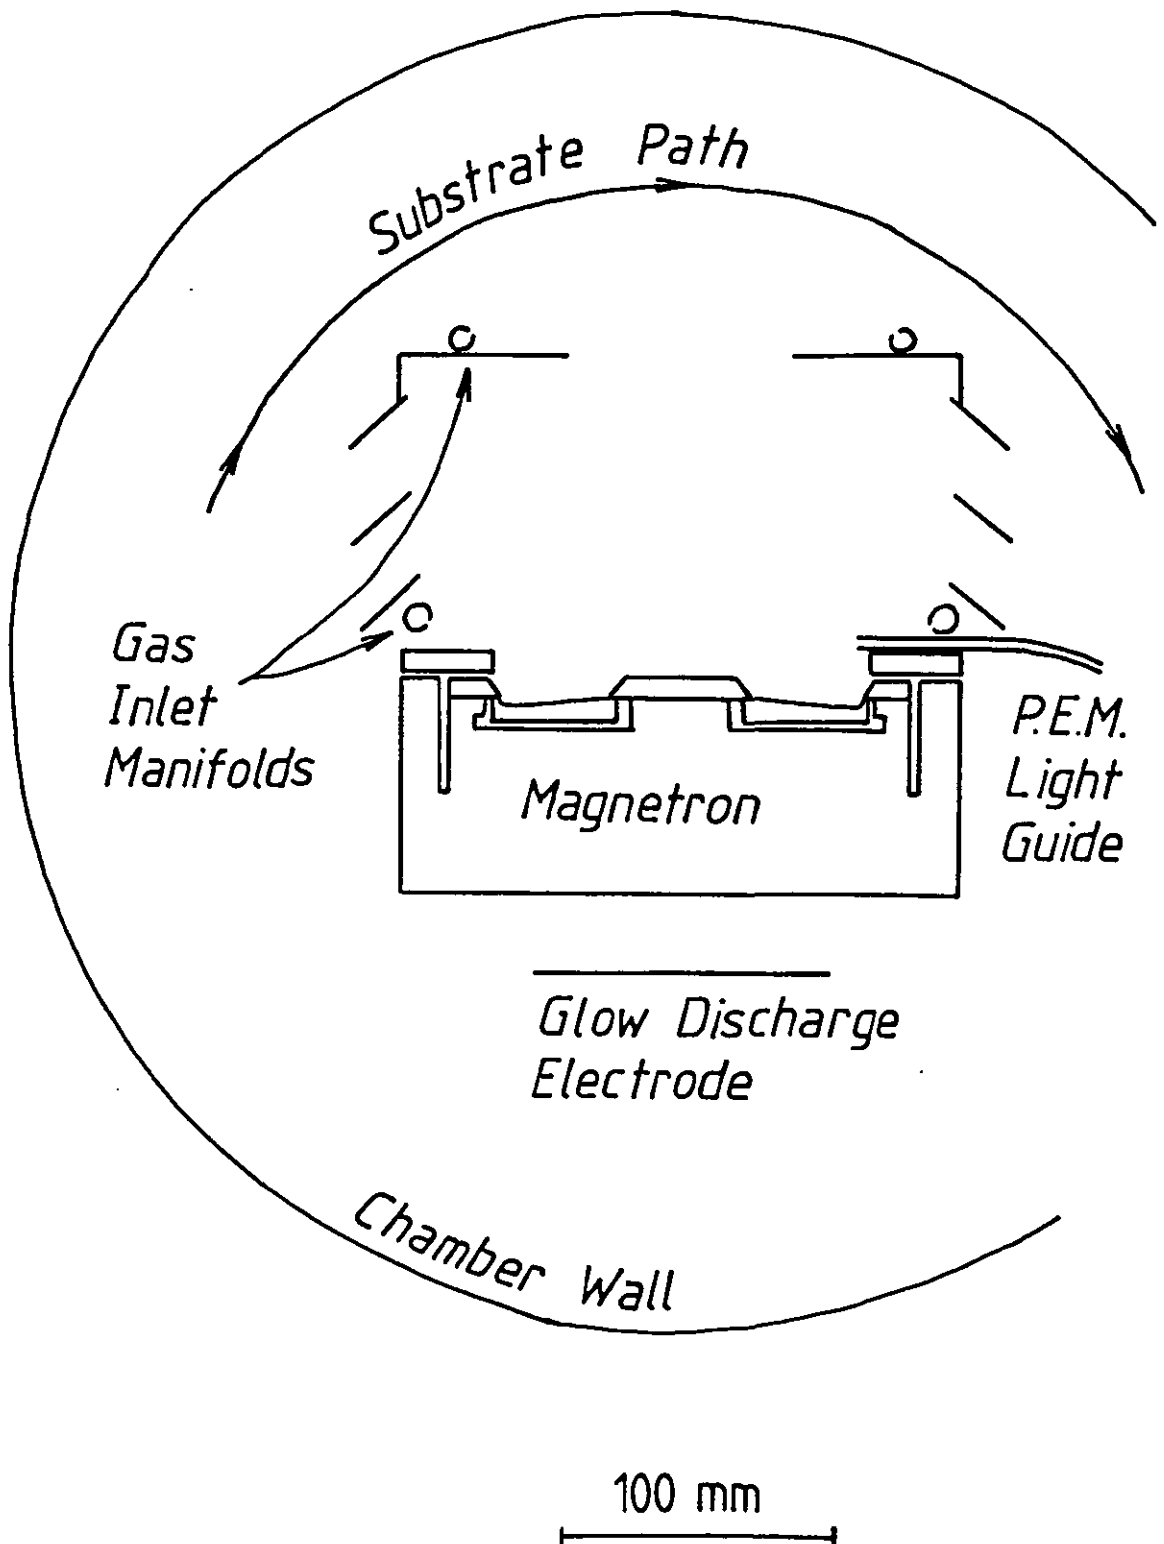 Substrate Path
Gas
Inlet
Manifolds
P.E.M.
Light
Guide
Magnetron
Glow Discharge
Electrode
Chamber Wall
100 mm